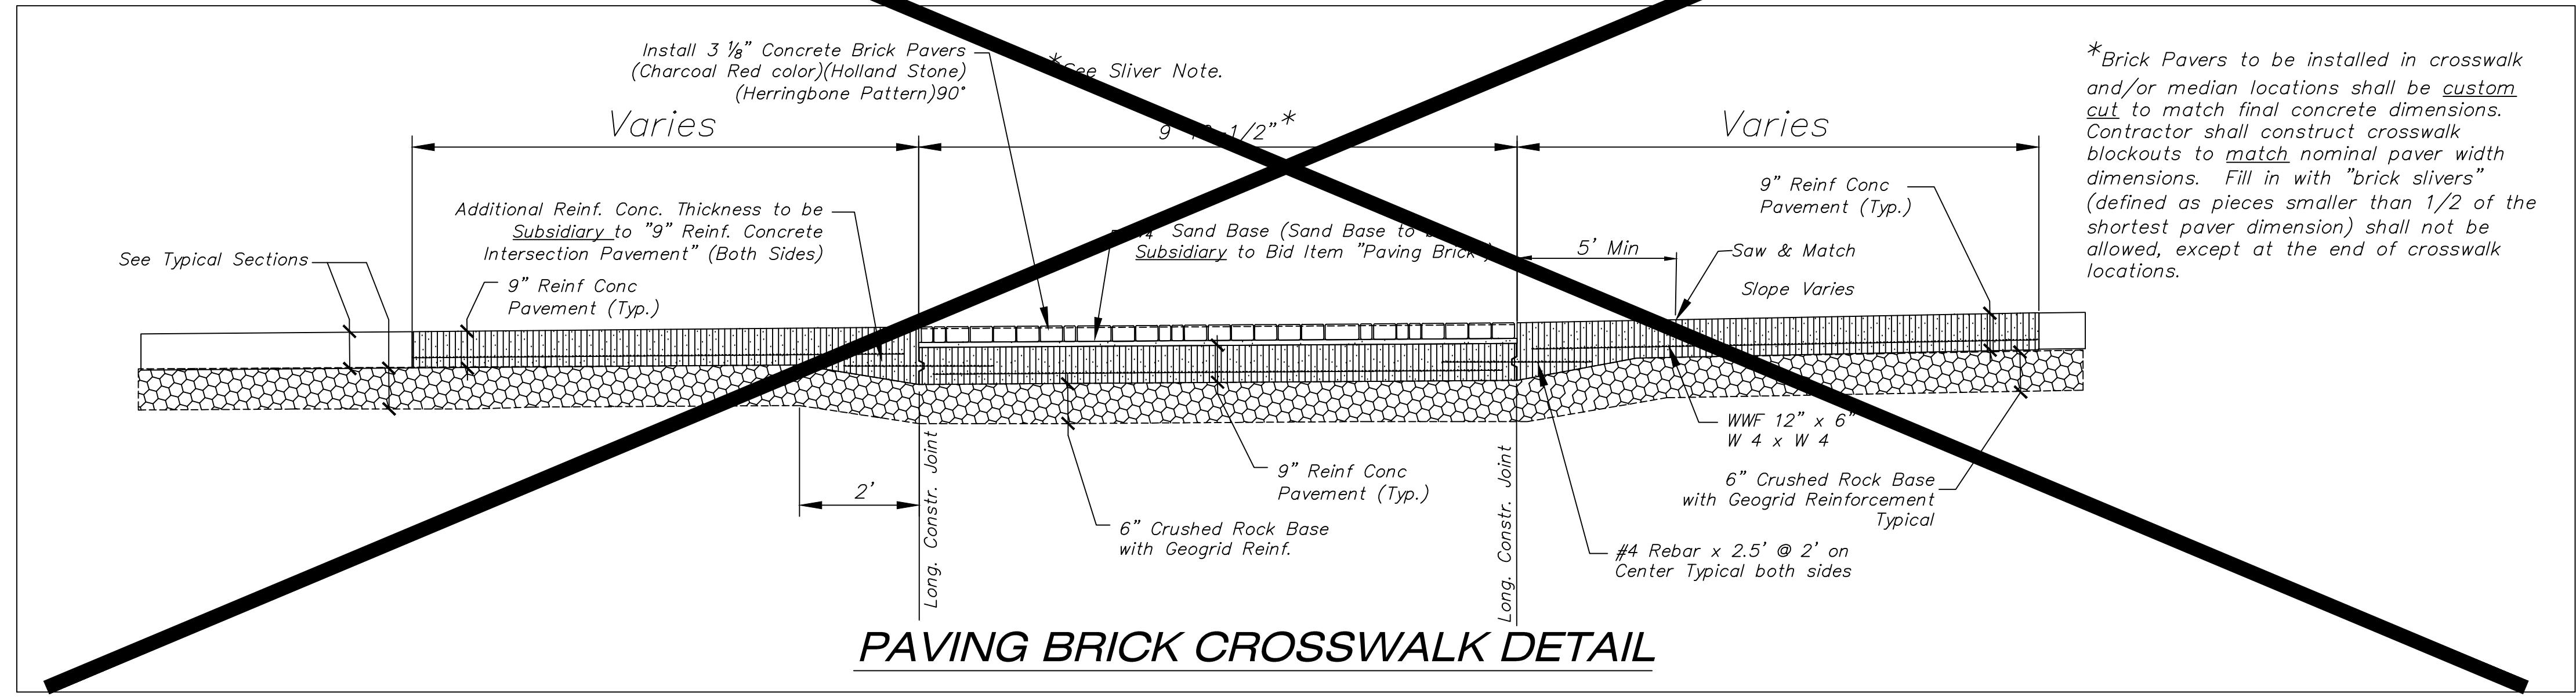 Install 3 ⅛" Concrete Brick Pavers
(Charcoal Red color)(Holland Stone)
(Herringbone Pattern)90°
*See Sliver Note.
Varies
1/2"*
Varies
*Brick Pavers to be installed in crosswalk
and/or median locations shall be custom
cut to match final concrete dimensions.
Contractor shall construct crosswalk
blockouts to match nominal paver width
dimensions. Fill in with "brick slivers"
(defined as pieces smaller than 1/2 of the
shortest paver dimension) shall not be
allowed, except at the end of crosswalk
locations.
Additional Reinf. Conc. Thickness to be
Subsidiary to "9" Reinf. Concrete
Intersection Pavement" (Both Sides)
See Typical Sections
9" Reinf Conc
Pavement (Typ.)
Sand Base (Sand Base to
Subsidiary to Bid Item "Paving Brick")
5' Min
9" Reinf Conc
Pavement (Typ.)
Saw & Match
Slope Varies
2'
Long. Constr. Joint
6" Crushed Rock Base
with Geogrid Reinf.
9" Reinf Conc
Pavement (Typ.)
Long. Constr. Joint
WWF 12" x 6"
W 4 x W 4
6" Crushed Rock Base
with Geogrid Reinforcement
Typical
#4 Rebar x 2.5' @ 2' on
Center Typical both sides
PAVING BRICK CROSSWALK DETAIL